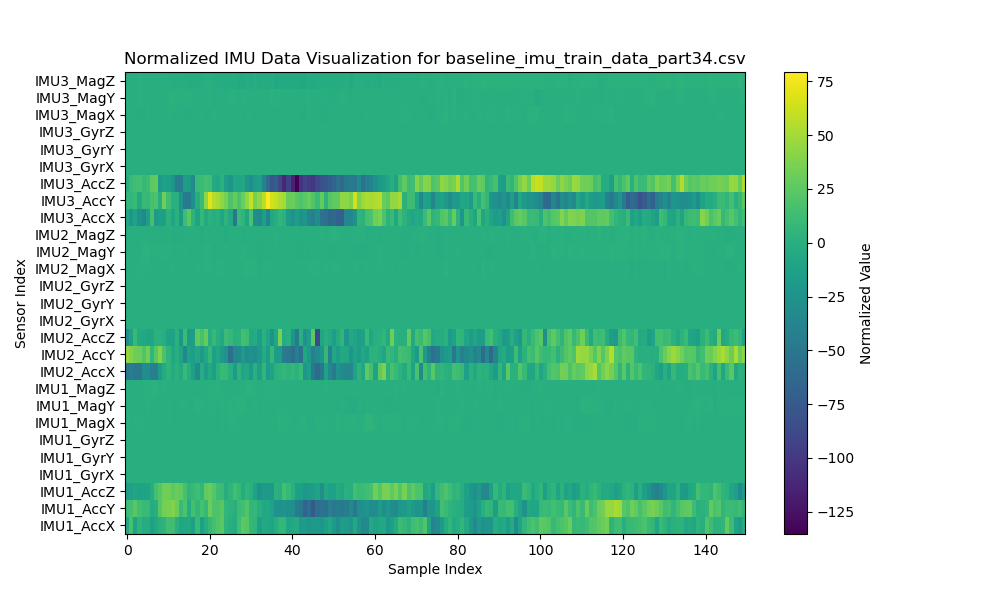 Normalized IMU Data Visualization for baseline_imu_train_data_part34.csv
IMU3_MagZ
IMU3_MagY
IMU3_MagX
IMU3_GyrZ
IMU3_GyrY
IMU3_GyrX
IMU3_AccZ
IMU3_AccY
IMU3_AccX
IMU2_MagZ
IMU2_MagY
IMU2_MagX
IMU2_GyrZ
IMU2_GyrY
IMU2_GyrX
IMU2_AccZ
IMU2_AccY
IMU2_AccX
IMU1_MagZ
IMU1_MagY
IMU1_MagX
IMU1_GyrZ
IMU1_GyrY
IMU1_GyrX
IMU1_AccZ
IMU1_AccY
IMU1_AccX
Sensor Index
0 20 40 60 80 100 120 140
Sample Index
75
50
25
0
−25
−50
−75
−100
−125
Normalized Value